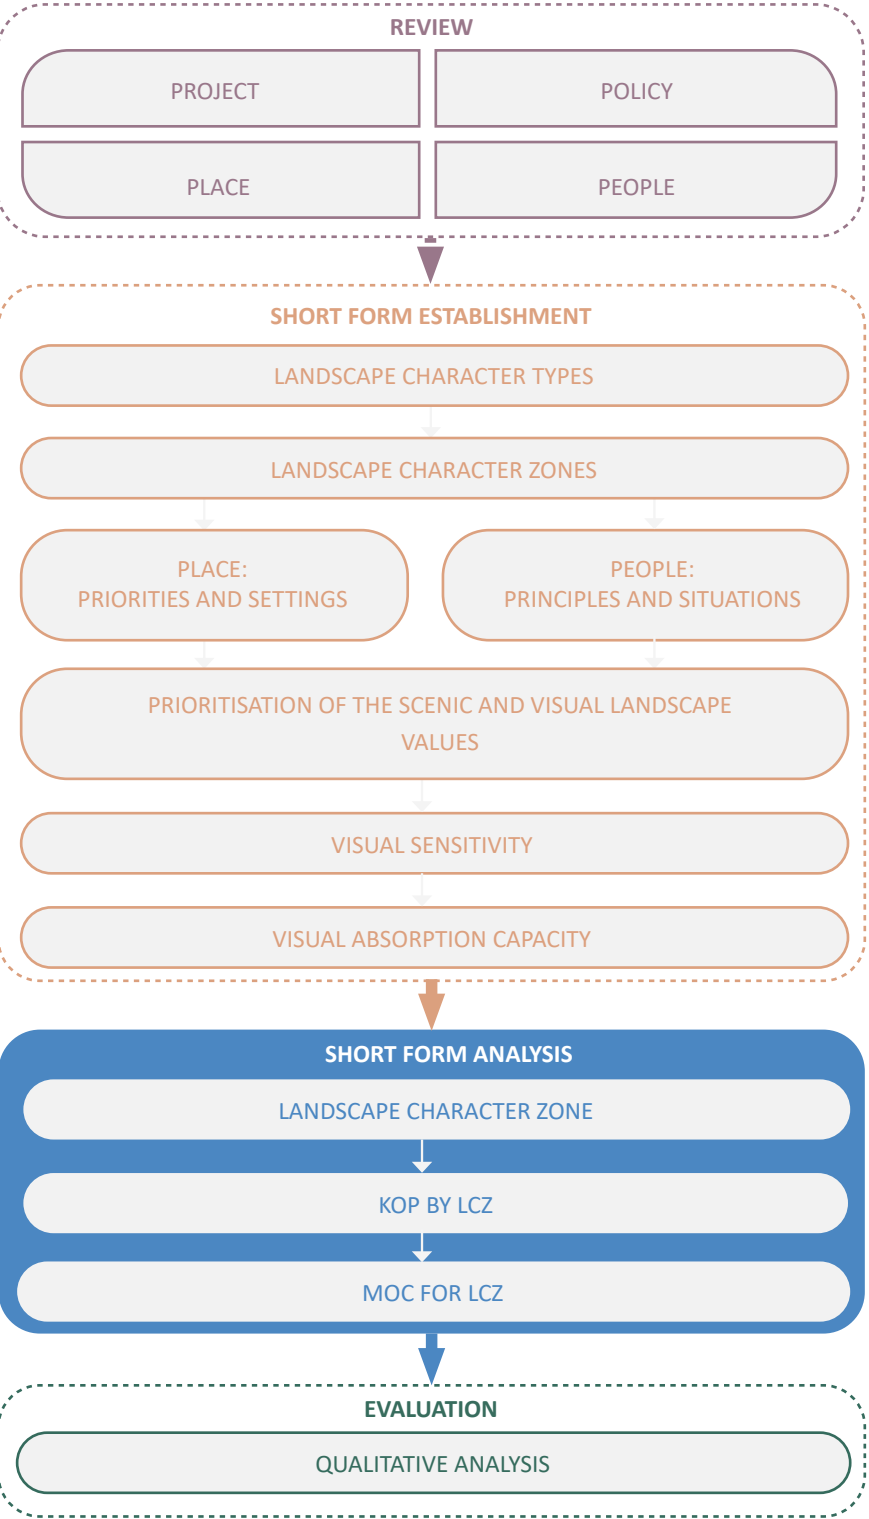 REVIEW
PROJECT
POLICY
PLACE
PEOPLE
SHORT FORM ESTABLISHMENT
LANDSCAPE CHARACTER TYPES
LANDSCAPE CHARACTER ZONES
PLACE:
PRIORITIES AND SETTINGS
PEOPLE:
PRINCIPLES AND SITUATIONS
PRIORITISATION OF THE SCENIC AND VISUAL LANDSCAPE
VALUES
VISUAL SENSITIVITY
VISUAL ABSORPTION CAPACITY
SHORT FORM ANALYSIS
LANDSCAPE CHARACTER ZONE
KOP BY LCZ
MOC FOR LCZ
EVALUATION
QUALITATIVE ANALYSIS